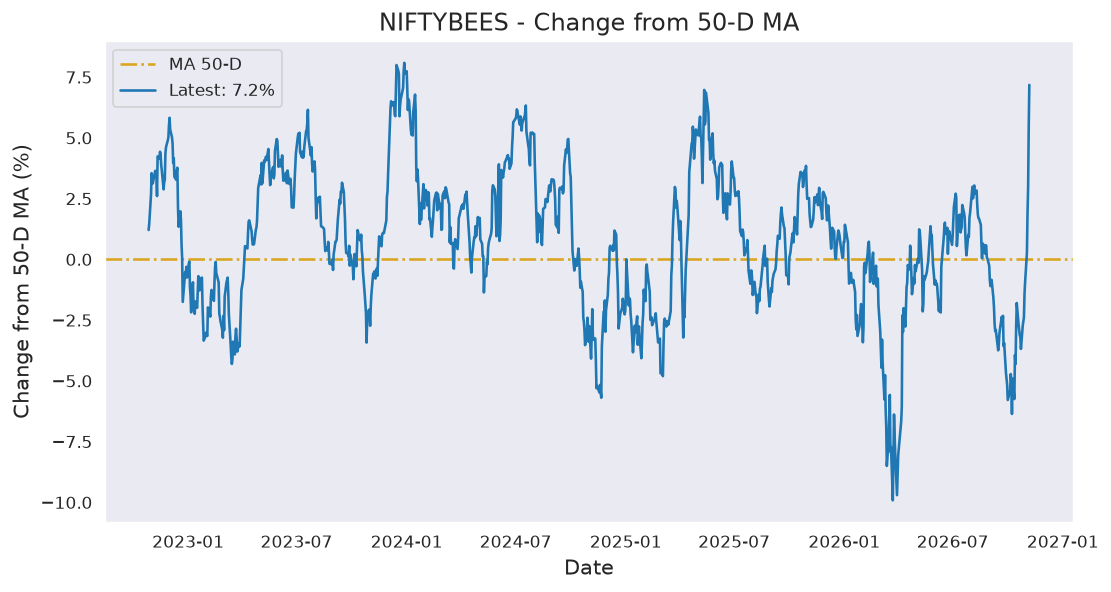 NIFTYBEES - Change from 50-D MA
MA 50-D
Latest: 7.2%
7.5
5.0
2.5
0.0
−2.5
−5.0
−7.5
−10.0
Change from 50-D MA (%)
2023-01 2023-07 2024-01 2024-07 2025-01 2025-07 2026-01 2026-07 2027-01
Date